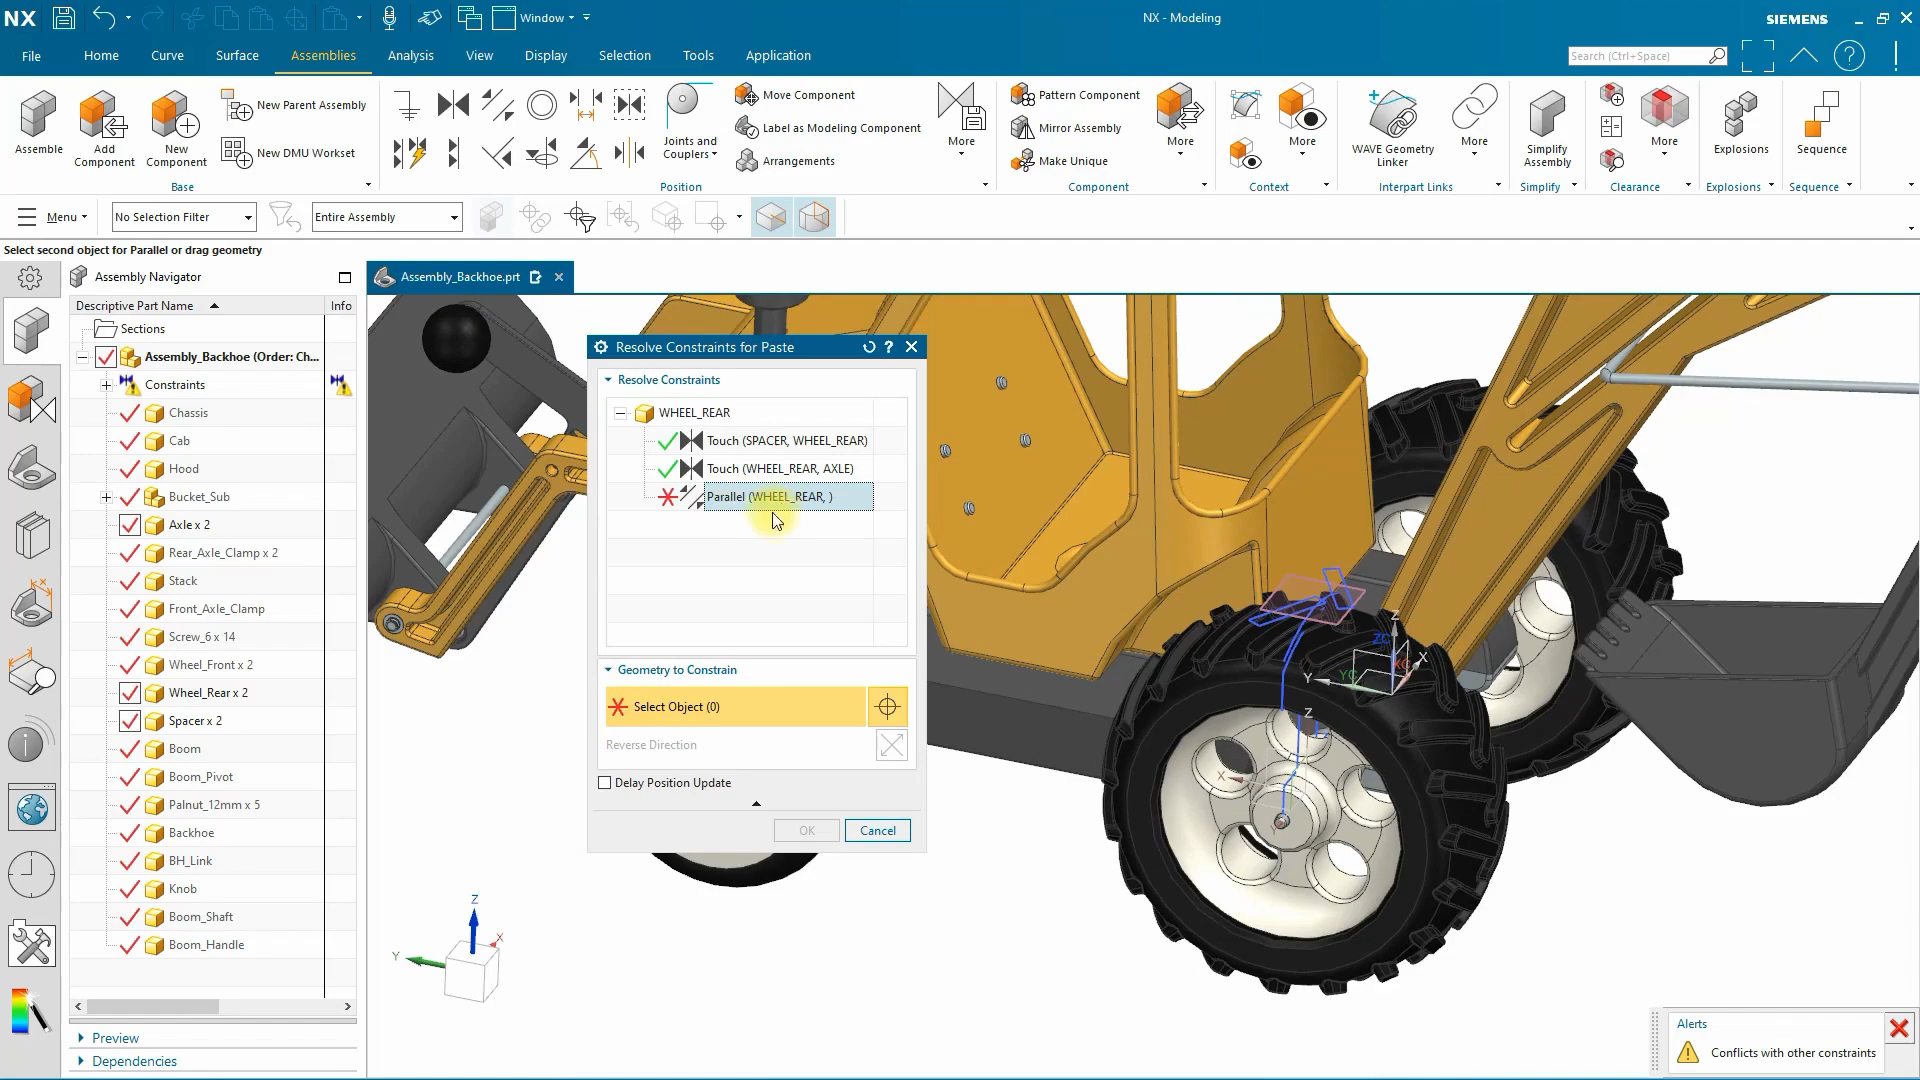 NX
Window
NX - Modeling
SIEMENS
File
Home
Curve
Surface
Assemblies
Analysis
View
Display
Selection
Tools
Application
Search (Ctrl+Space)
Assemble
Add Component
New Component
New Parent Assembly
New DMU Workset
Base
Joints and Couplers
Move Component
Label as Modeling Component
Arrangements
More
Position
Pattern Component
Mirror Assembly
Make Unique
More
Component
More
Context
WAVE Geometry Linker
More
Interpart Links
Simplify Assembly
Simplify
More
Clearance
Explosions
Explosions
Sequence
Sequence
Menu
No Selection Filter
Entire Assembly
Select second object for Parallel or drag geometry
Assembly Navigator
Descriptive Part Name
Info
Sections
Assembly_Backhoe (Order: Ch...
Constraints
Chassis
Cab
Hood
Bucket_Sub
Axle x 2
Rear_Axle_Clamp x 2
Stack
Front_Axle_Clamp
Screw_6 x 14
Wheel_Front x 2
Wheel_Rear x 2
Spacer x 2
Boom
Boom_Pivot
Palnut_12mm x 5
Backhoe
BH_Link
Knob
Boom_Shaft
Boom_Handle
Preview
Dependencies
Assembly_Backhoe.prt
Resolve Constraints for Paste
Resolve Constraints
WHEEL_REAR
Touch (SPACER, WHEEL_REAR)
Touch (WHEEL_REAR, AXLE)
Parallel (WHEEL_REAR, )
Geometry to Constrain
Select Object (0)
Reverse Direction
Delay Position Update
OK
Cancel
Z
ZC
X
XC
Y
YC
Z
X
Y
Z
X
Y
Alerts
Conflicts with other constraints